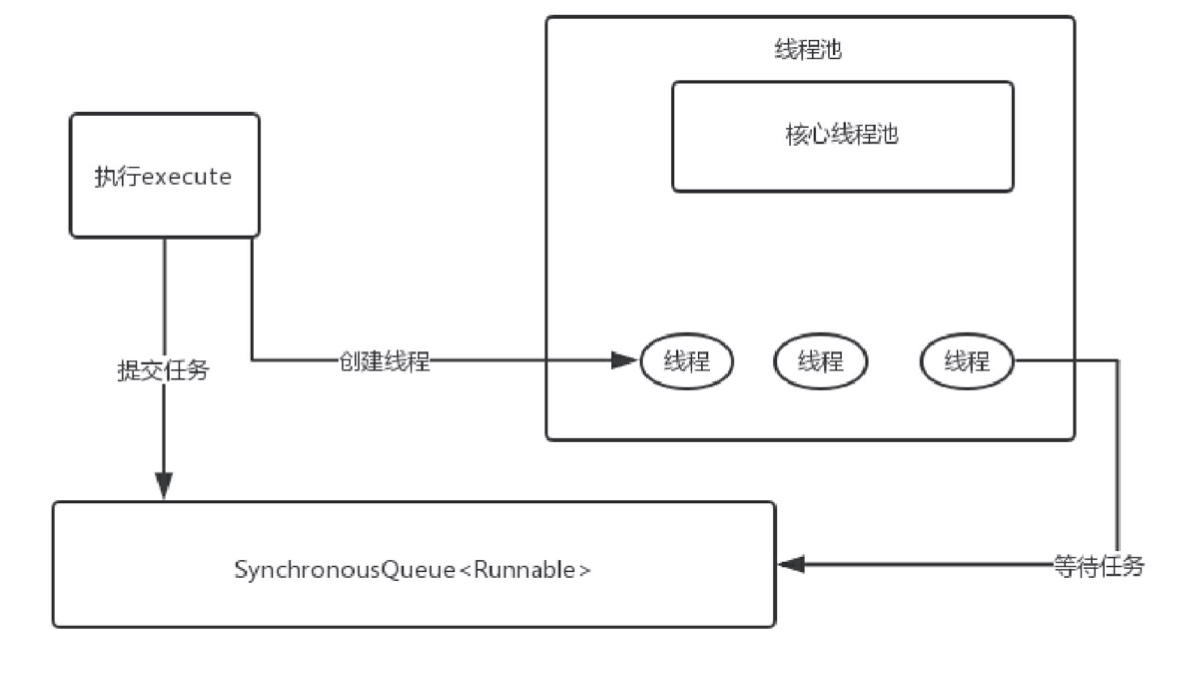 线程池
核心线程池
执行execute
提交任务
创建线程
线程
线程
线程
SynchronousQueue<Runnable>
等待任务